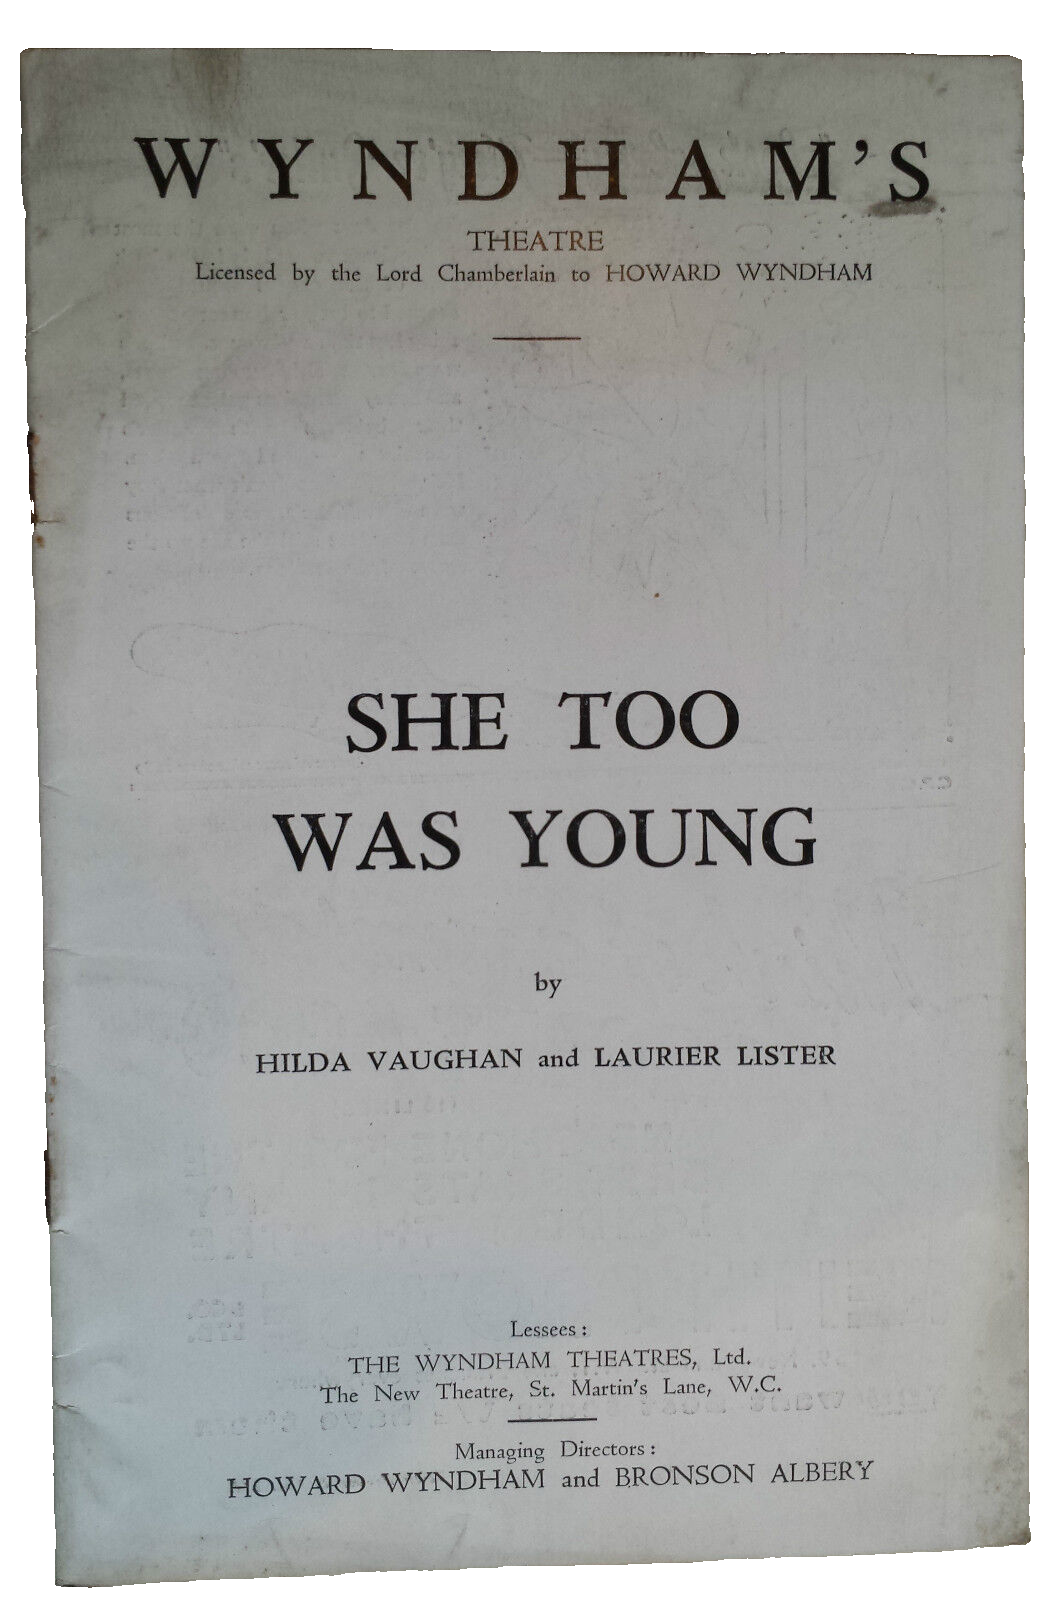 WYNDHAM'S
THEATRE
Licensed by the Lord Chamberlain to HOWARD WYNDHAM
SHE TOO
WAS YOUNG
by
HILDA VAUGHAN and LAURIER LISTER
Lessees :
THE WYNDHAM THEATRES, Ltd.
The New Theatre, St. Martin's Lane, W.C.
Managing Directors :
HOWARD WYNDHAM and BRONSON ALBERY